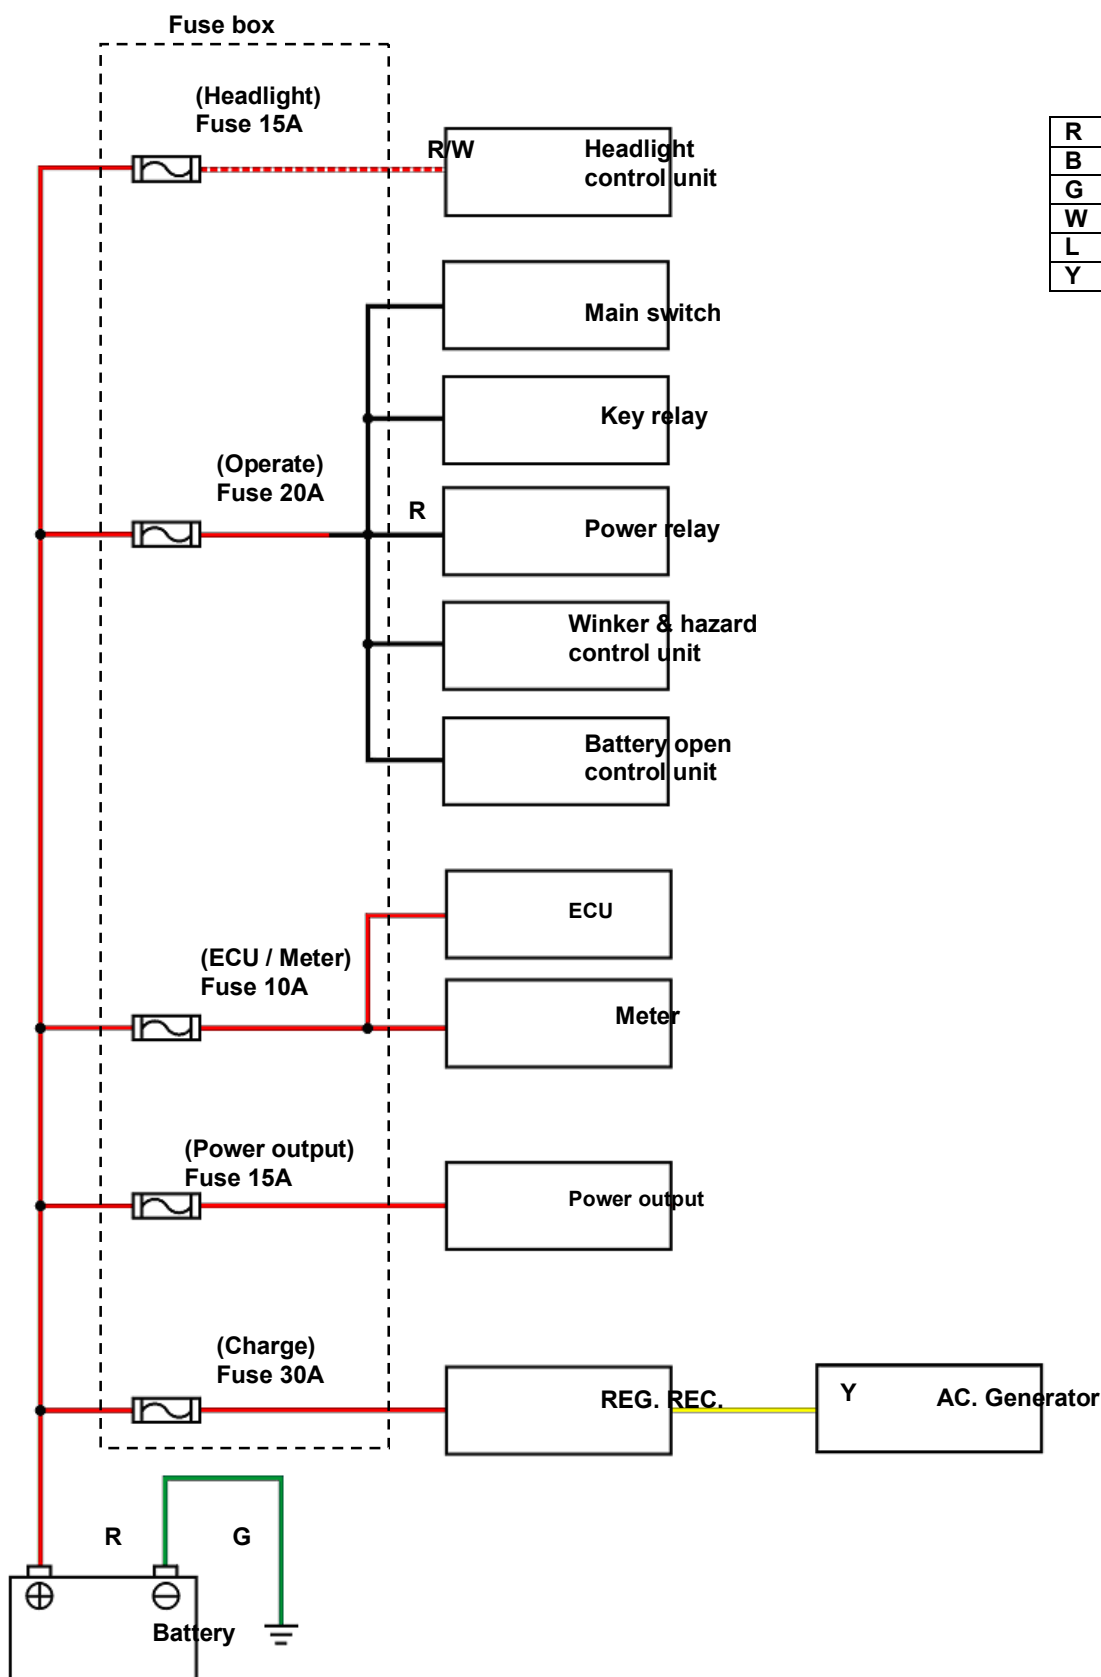 Fuse box
(Headlight)
Fuse 15A
R/W
Headlight
control unit
R
B
G
W
L
Y
Main switch
Key relay
(Operate)
Fuse 20A
R
Power relay
Winker & hazard
control unit
Battery open
control unit
ECU
(ECU / Meter)
Fuse 10A
Meter
(Power output)
Fuse 15A
Power output
(Charge)
Fuse 30A
REG. REC.
Y
AC. Generator
R
G
Battery